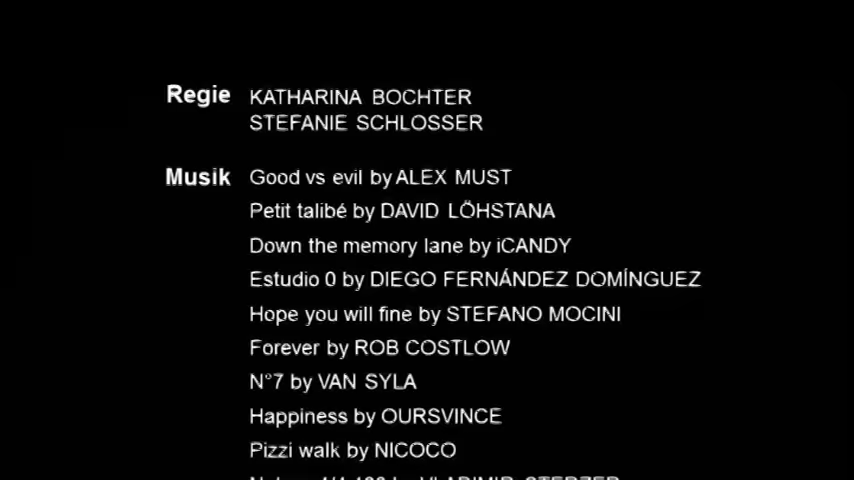 Regie KATHARINA BOCHTER
STEFANIE SCHLOSSER
Musik Good vs evil by ALEX MUST
Petit talibé by DAVID LÖHSTANA
Down the memory lane by iCANDY
Estudio 0 by DIEGO FERNÁNDEZ DOMÍNGUEZ
Hope you will fine by STEFANO MOCINI
Forever by ROB COSTLOW
N°7 by VAN SYLA
Happiness by OURSVINCE
Pizzi walk by NICOCO